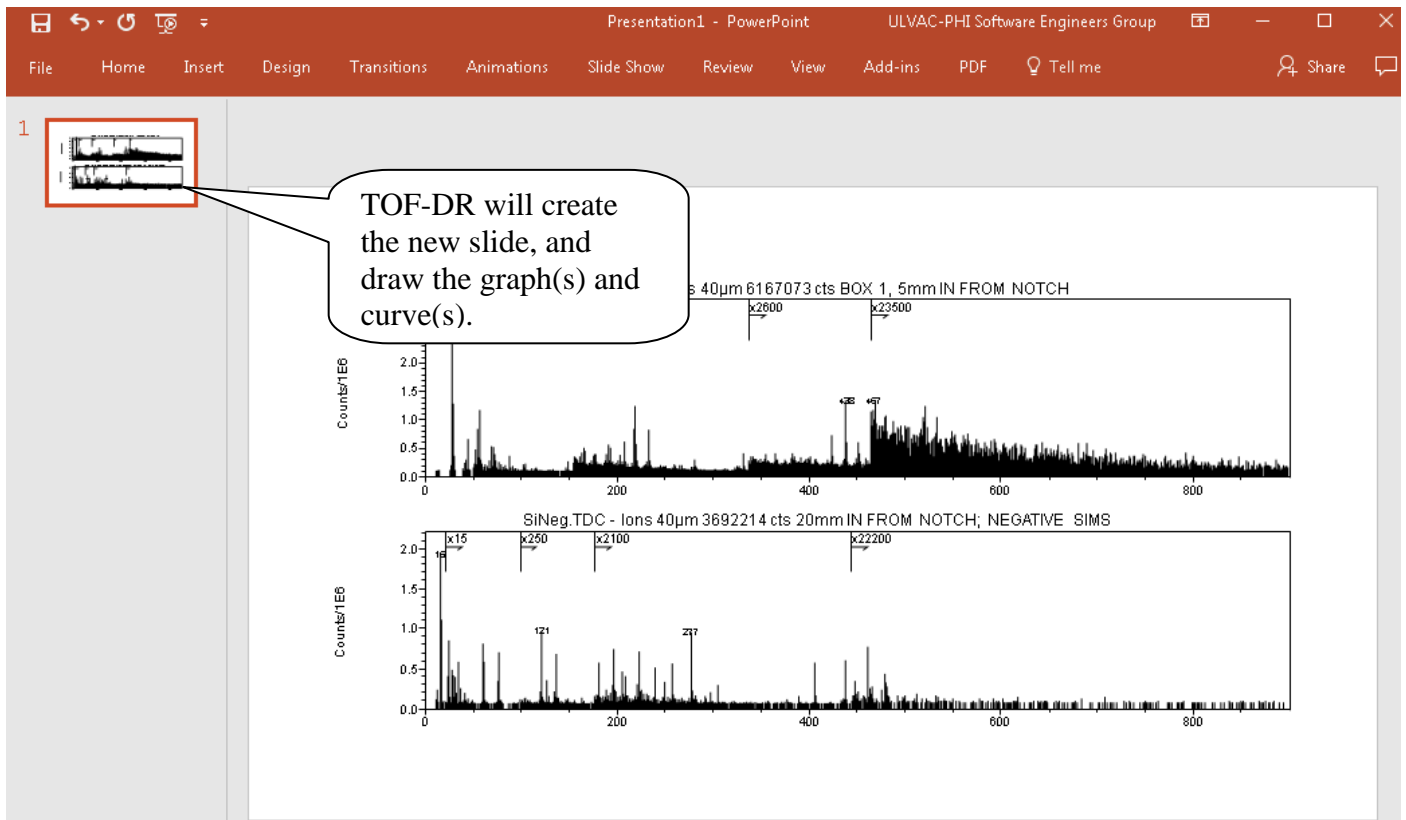 Presentation1 - PowerPoint
ULVAC-PHI Software Engineers Group
File Home Insert Design Transitions Animations Slide Show Review View Add-ins PDF Tell me Share
1
TOF-DR will create
the new slide, and
draw the graph(s) and
curve(s).
s 40µm 6167073 cts BOX 1, 5mm IN FROM NOTCH
x2600 x23500
Counts/1E6
2.0
1.5
1.0
0.5
0.0
438 467
0 200 400 600 800
SiNeg.TDC - Ions 40µm 3692214 cts 20mm IN FROM NOTCH; NEGATIVE SIMS
x15 x250 x2100 x22200
Counts/1E6
2.0
1.5
1.0
0.5
0.0
16 121 277
0 200 400 600 800